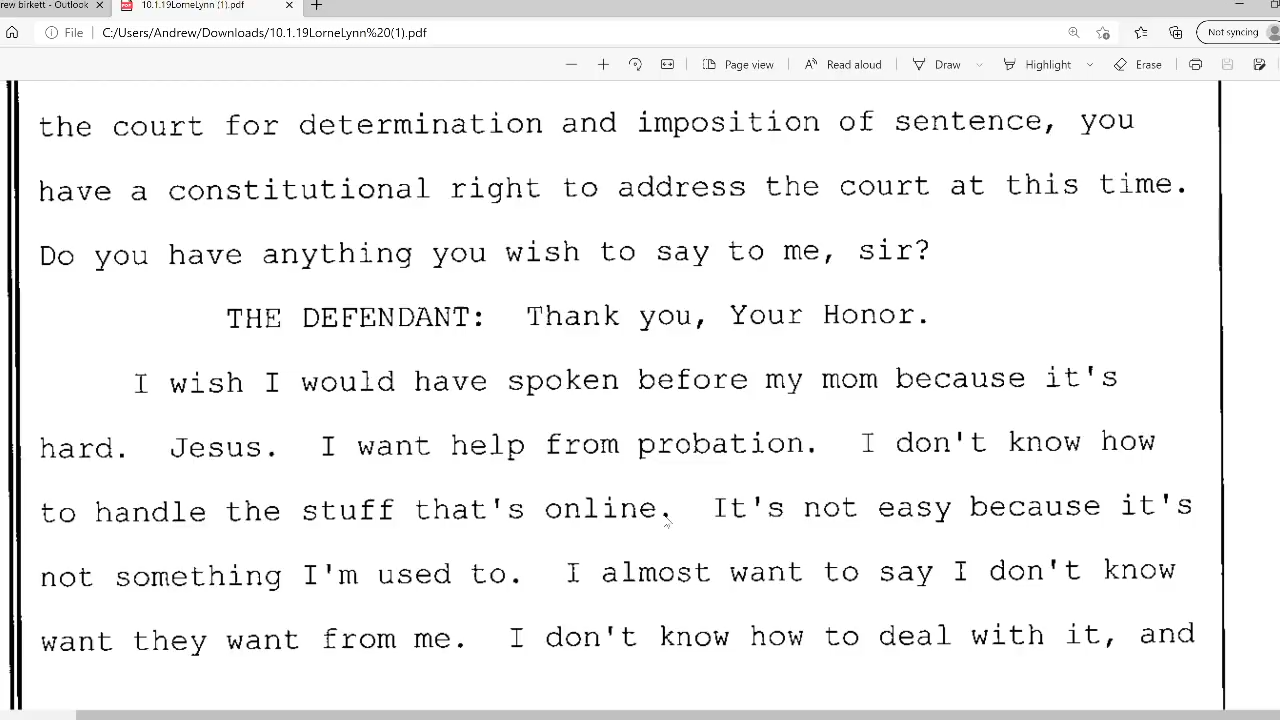 rew birkett - Outlook
10.1.19LorneLynn (1).pdf
File
C:/Users/Andrew/Downloads/10.1.19LorneLynn%20(1).pdf
Not syncing
Page view
Read aloud
Draw
Highlight
Erase
the court for determination and imposition of sentence, you
have a constitutional right to address the court at this time.
Do you have anything you wish to say to me, sir?
THE DEFENDANT: Thank you, Your Honor.
I wish I would have spoken before my mom because it's
hard. Jesus. I want help from probation. I don't know how
to handle the stuff that's online. It's not easy because it's
not something I'm used to. I almost want to say I don't know
want they want from me. I don't know how to deal with it, and